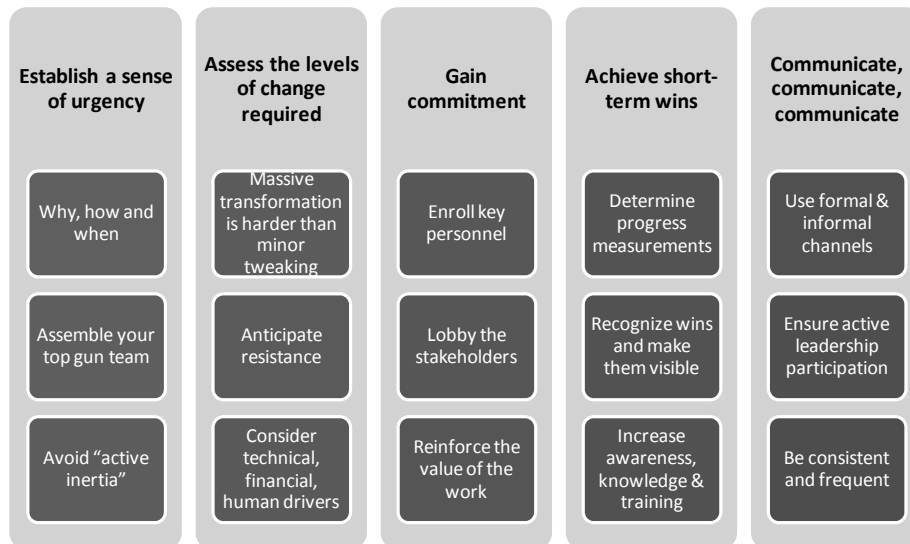 Establish a sense
of urgency
Why, how and
when
Assemble your
top gun team
Avoid “active
inertia”
Assess the levels
of change
required
Massive
transformation
is harder than
minor
tweaking
Anticipate
resistance
Consider
technical,
financial,
human drivers
Gain
commitment
Enroll key
personnel
Lobby the
stakeholders
Reinforce the
value of the
work
Achieve short-
term wins
Determine
progress
measurements
Recognize wins
and make
them visible
Increase
awareness,
knowledge &
training
Communicate,
communicate,
communicate
Use formal &
informal
channels
Ensure active
leadership
participation
Be consistent
and frequent